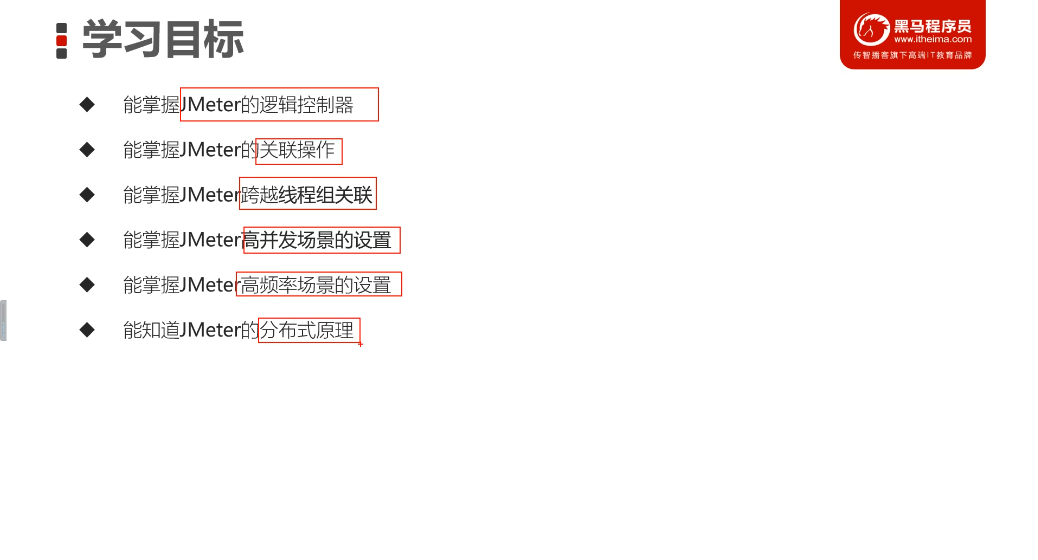 学习目标
黑马程序员
www.itheima.com
传智播客旗下高端IT教育品牌
能掌握JMeter的逻辑控制器
能掌握JMeter的关联操作
能掌握JMeter跨越线程组关联
能掌握JMeter高并发场景的设置
能掌握JMeter高频率场景的设置
能知道JMeter的分布式原理